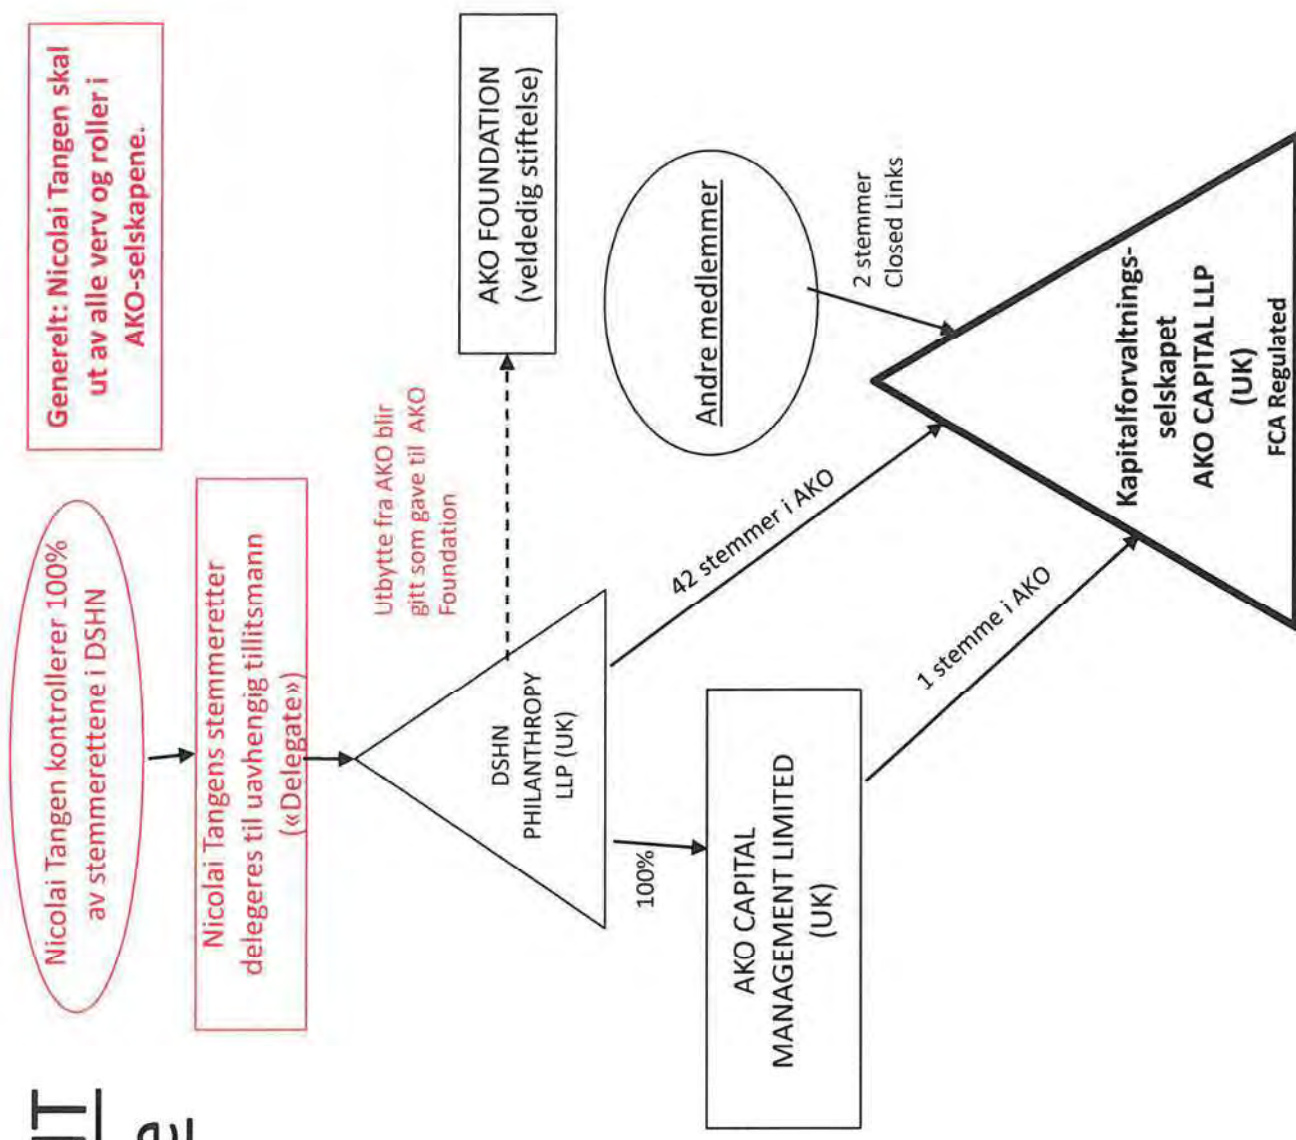 Generelt: Nicolai Tangen skal
ut av alle verv og roller i
AKO-selskapene.
Nicolai Tangen kontrollerer 100%
av stemmerettene i DSHN
Nicolai Tangens stemmeretter
delegeres til uavhengig tillitsmann
(«Delegate»)
Utbytte fra AKO blir
gitt som gave til AKO
Foundation
AKO FOUNDATION
(veldedig stiftelse)
DSHN
PHILANTHROPY
LLP (UK)
100%
42 stemmer i AKO
Andre medlemmer
2 stemmer
Closed Links
AKO CAPITAL
MANAGEMENT LIMITED
(UK)
1 stemme i AKO
Kapitalforvaltnings-
selskapet
AKO CAPITAL LLP
(UK)
FCA Regulated